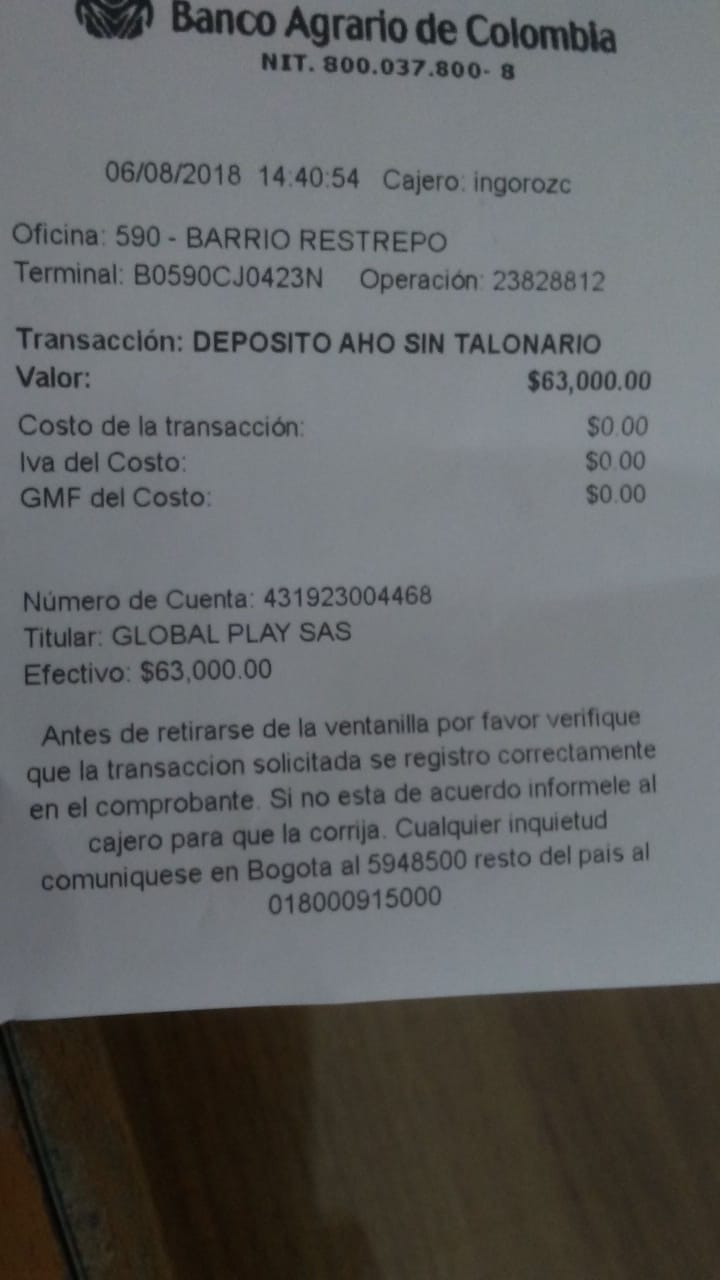 Banco Agrario de Colombia
NIT. 800.037.800- 8
06/08/2018 14:40:54 Cajero: ingorozc
Oficina: 590 - BARRIO RESTREPO
Terminal: B0590CJ0423N Operación: 23828812
Transacción: DEPOSITO AHO SIN TALONARIO
Valor: $63,000.00
Costo de la transacción: $0.00
Iva del Costo: $0.00
GMF del Costo: $0.00
Número de Cuenta: 431923004468
Titular: GLOBAL PLAY SAS
Efectivo: $63,000.00
Antes de retirarse de la ventanilla por favor verifique
que la transaccion solicitada se registro correctamente
en el comprobante. Si no esta de acuerdo informele al
cajero para que la corrija. Cualquier inquietud
comuniquese en Bogota al 5948500 resto del pais al
018000915000